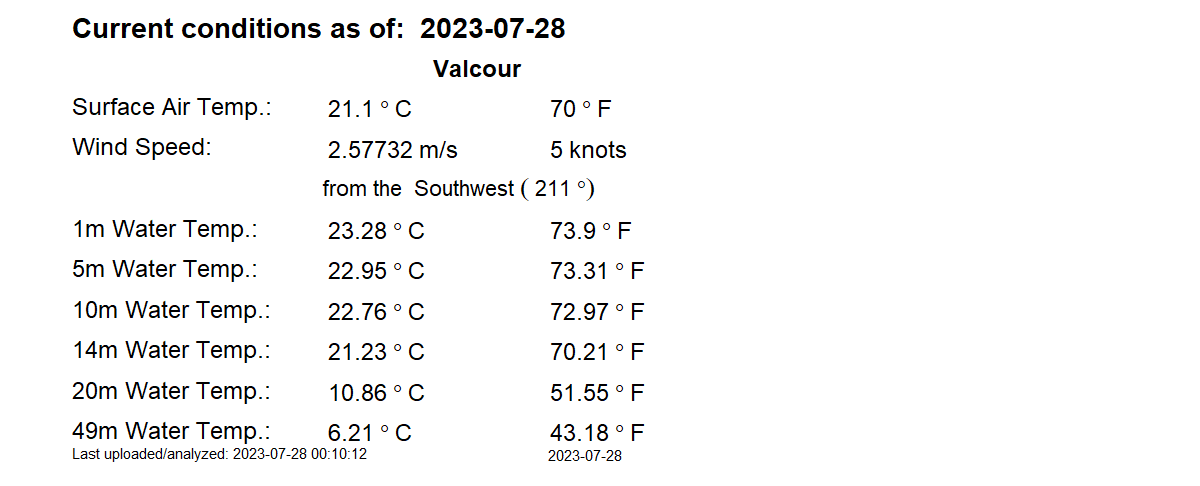 Current conditions as of: 2023-07-28
Valcour
Surface Air Temp.: 21.1 ° C 70 ° F
Wind Speed: 2.57732 m/s 5 knots
from the Southwest ( 211 °)
1m Water Temp.: 23.28 ° C 73.9 ° F
5m Water Temp.: 22.95 ° C 73.31 ° F
10m Water Temp.: 22.76 ° C 72.97 ° F
14m Water Temp.: 21.23 ° C 70.21 ° F
20m Water Temp.: 10.86 ° C 51.55 ° F
49m Water Temp.: 6.21 ° C 43.18 ° F
Last uploaded/analyzed: 2023-07-28 00:10:12 2023-07-28